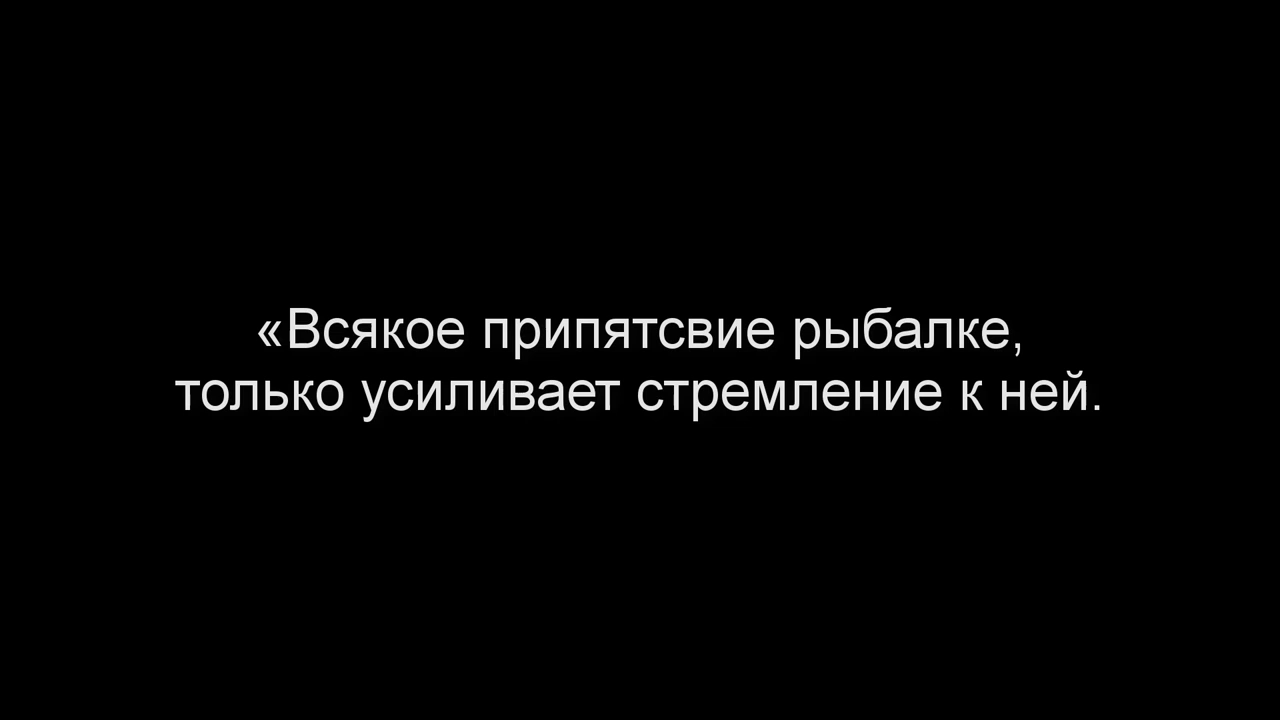 «Всякое припятсвие рыбалке,
только усиливает стремление к ней.